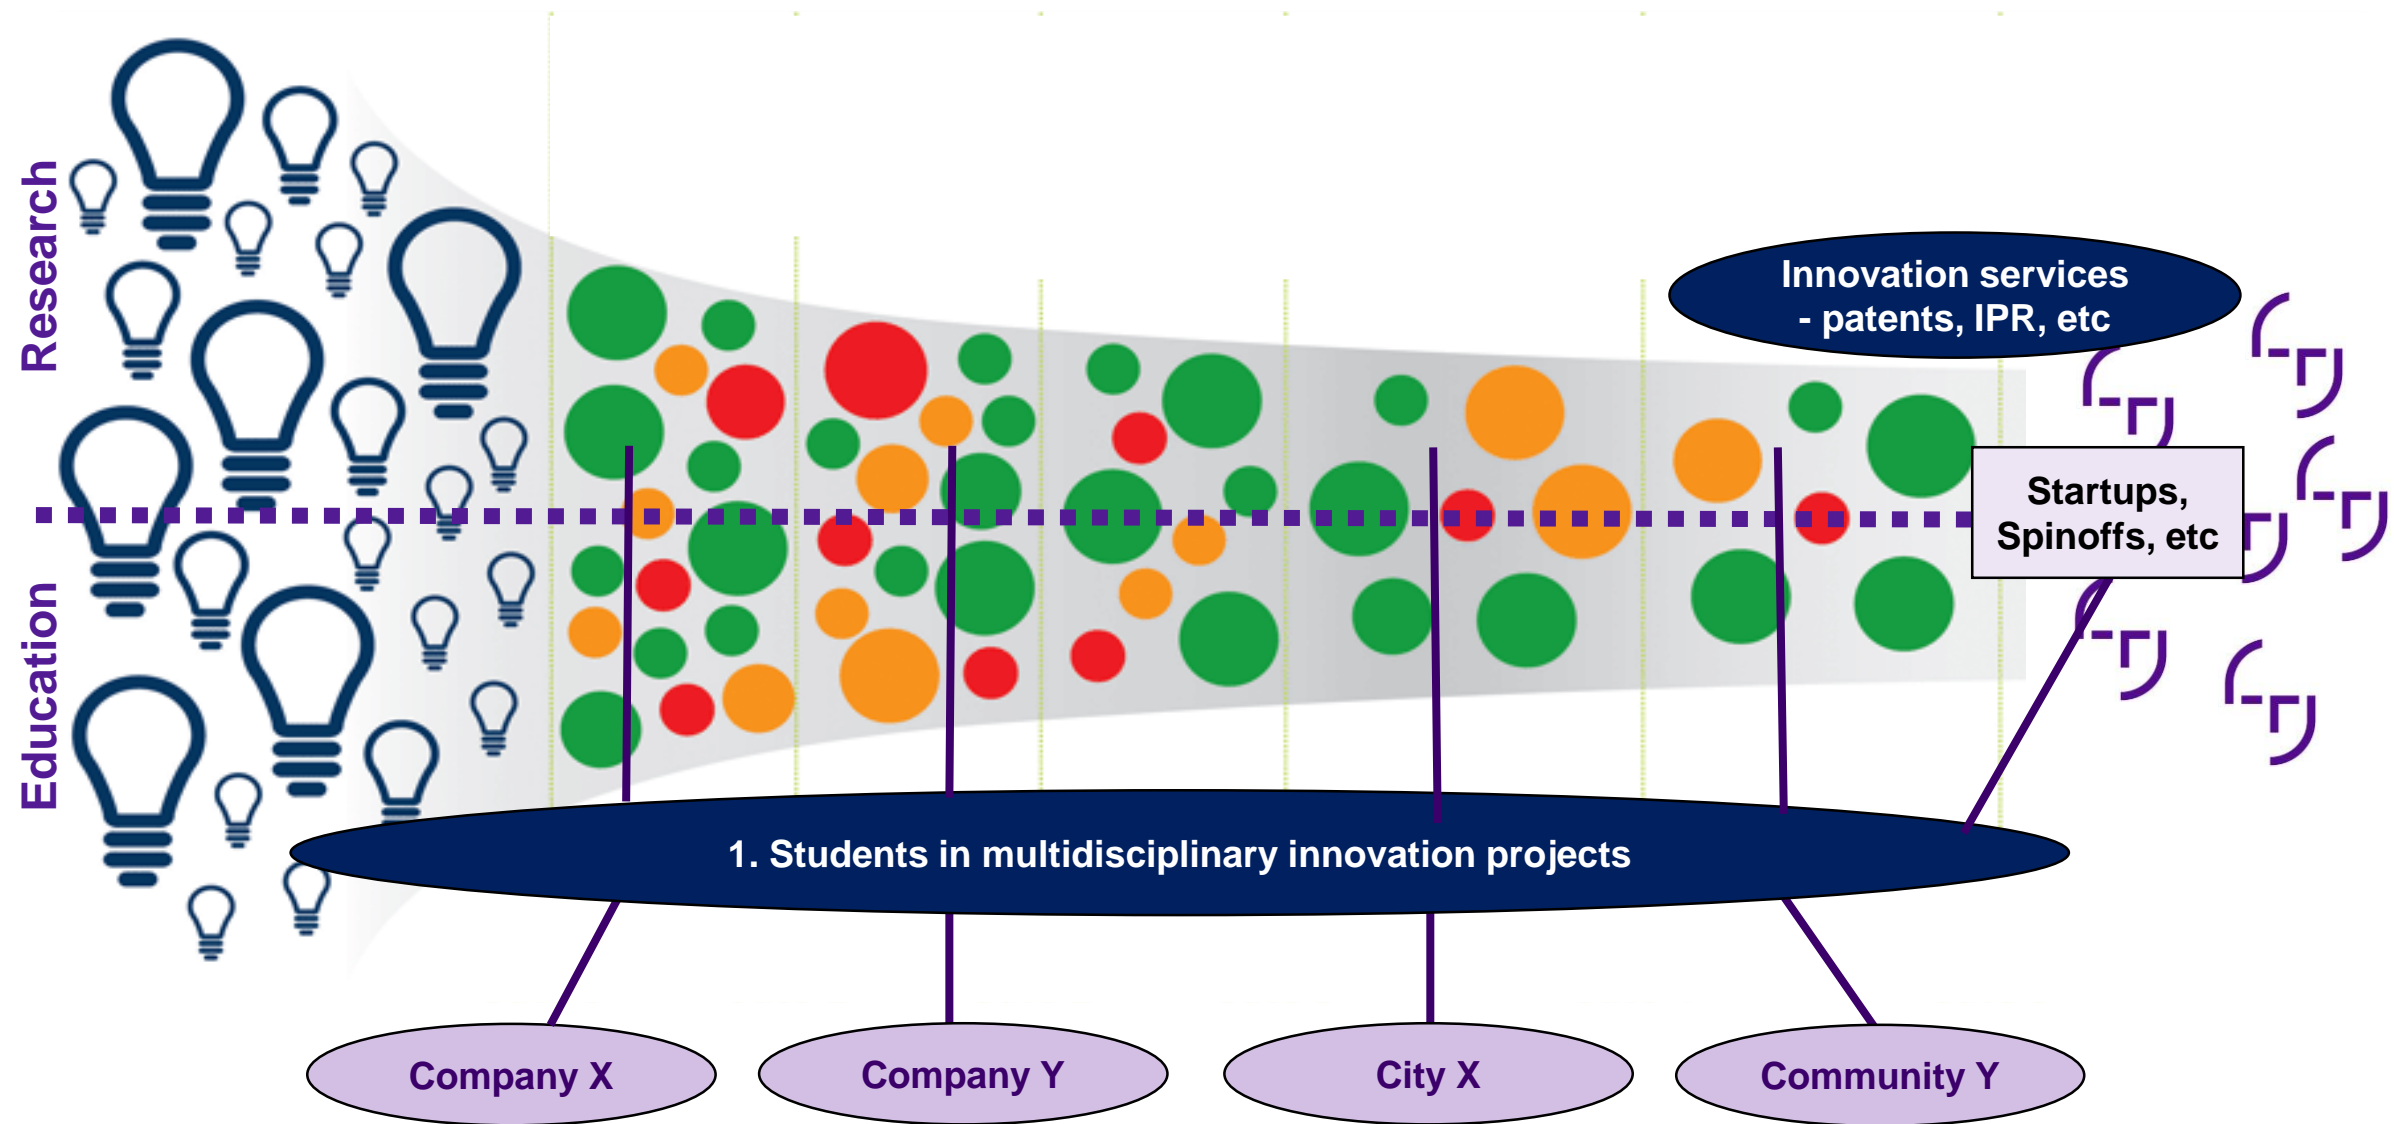 Research
Education
Innovation services
- patents, IPR, etc
Startups,
Spinoffs, etc
1. Students in multidisciplinary innovation projects
Company X
Company Y
City X
Community Y